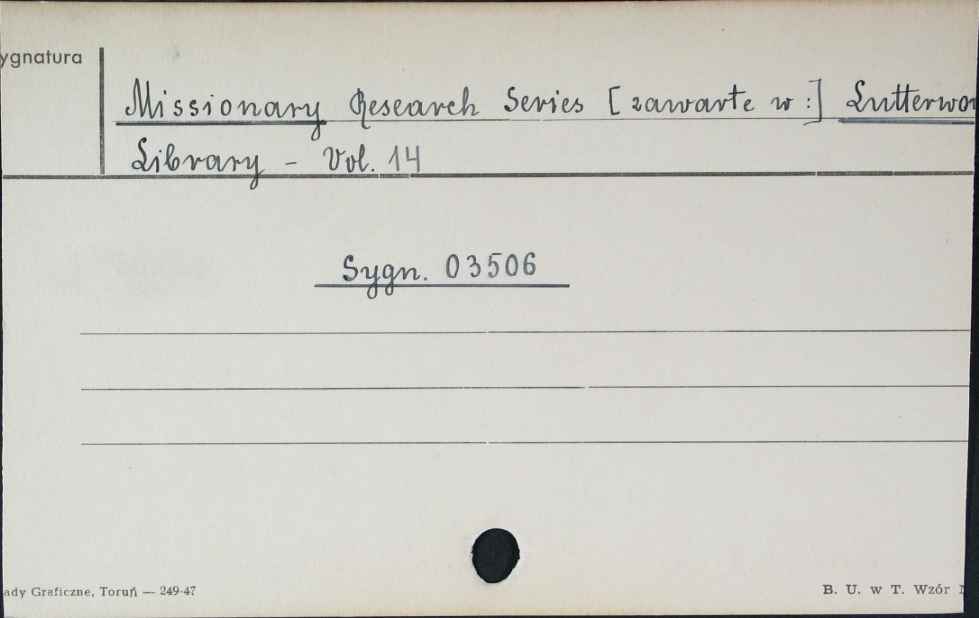 ygnatura
Missionary Research Series [zawarte w:] Lutterwo
Library - Vol. 14
Sygn. 03506
ady Graficzne, Toruń — 249-47
B. U. w T. Wzór